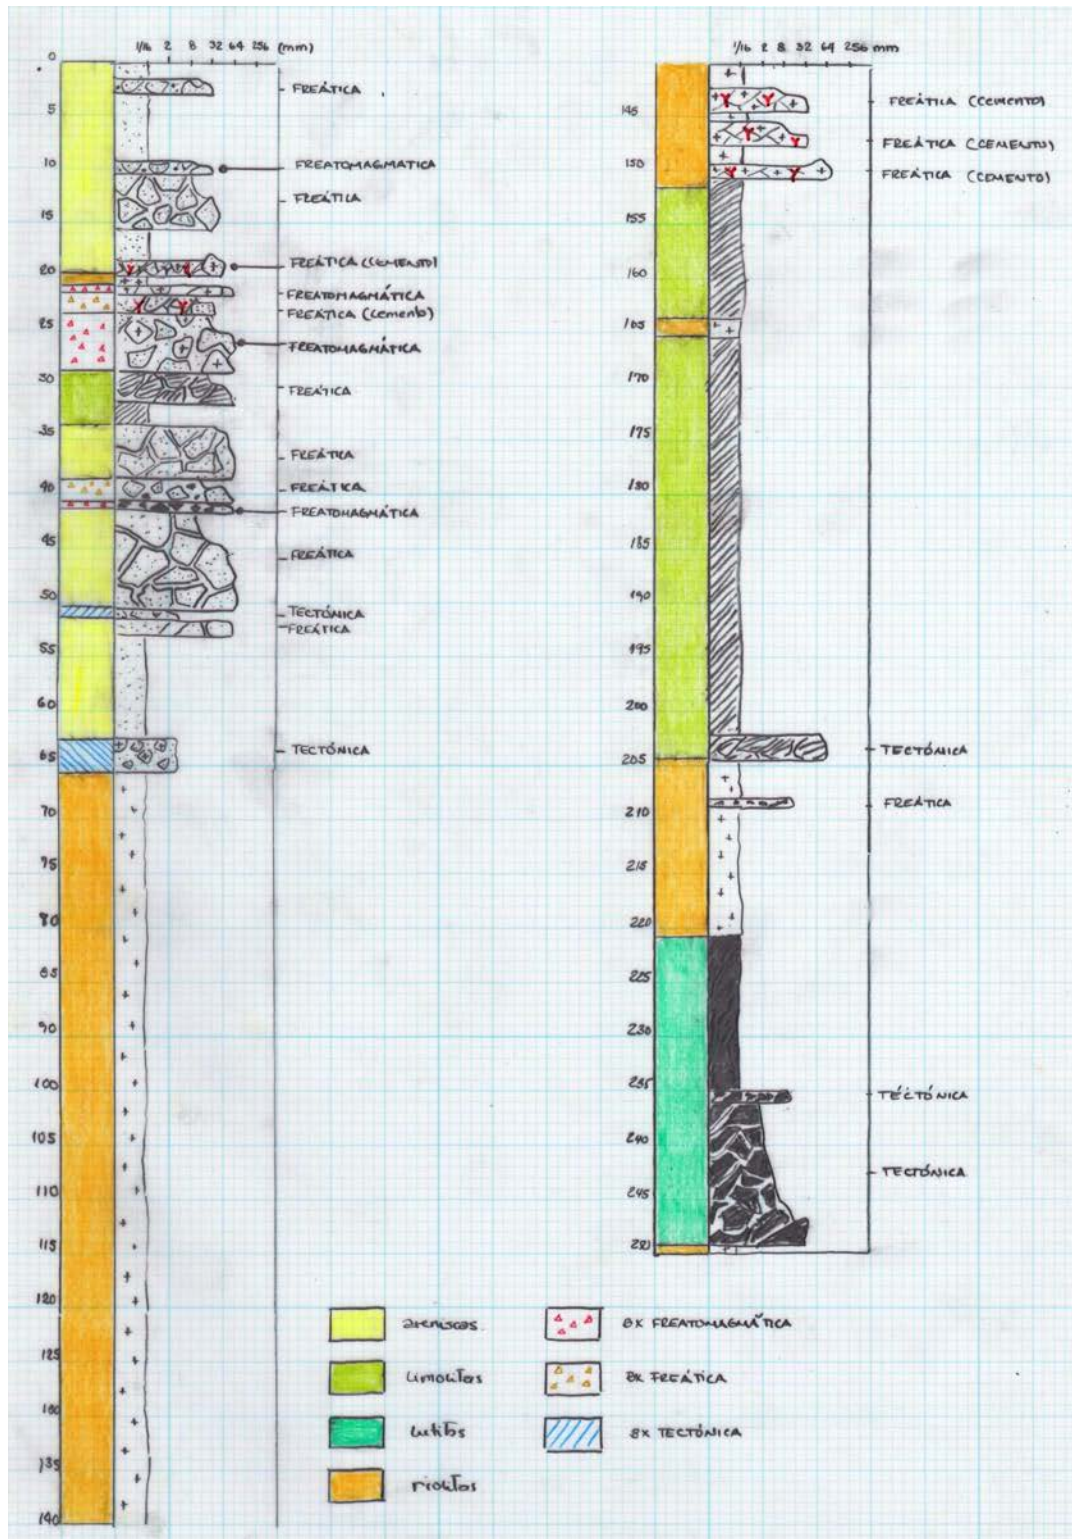 1/16 2 8 32 64 256 (mm)
0
5
10
15
20
25
30
35
40
45
50
55
60
65
70
75
80
85
90
95
100
105
110
115
120
125
130
135
140
FREÁTICA
FREATOMAGMATICA
FREÁTICA
FREÁTICA (CEMENTO)
FREATOMAGMÁTICA
FREÁTICA (cemento)
FREATOMAGMÁTICA
FREÁTICA
FREÁTICA
FREÁTICA
FREATOMAGMÁTICA
FREÁTICA
TECTÓNICA
FREÁTICA
TECTÓNICA
1/16 2 8 32 64 256 mm
145
150
155
160
165
170
175
180
185
190
195
200
205
210
215
220
225
230
235
240
245
FREÁTICA (CEMENTO)
FREÁTICA (CEMENTO)
FREÁTICA (CEMENTO)
TECTÓNICA
FREÁTICA
TÉCTÓNICA
TECTÓNICA
areniscas
limolitas
lutitas
riolitas
BX FREATOMAGMÁTICA
BX FREÁTICA
BX TECTÓNICA